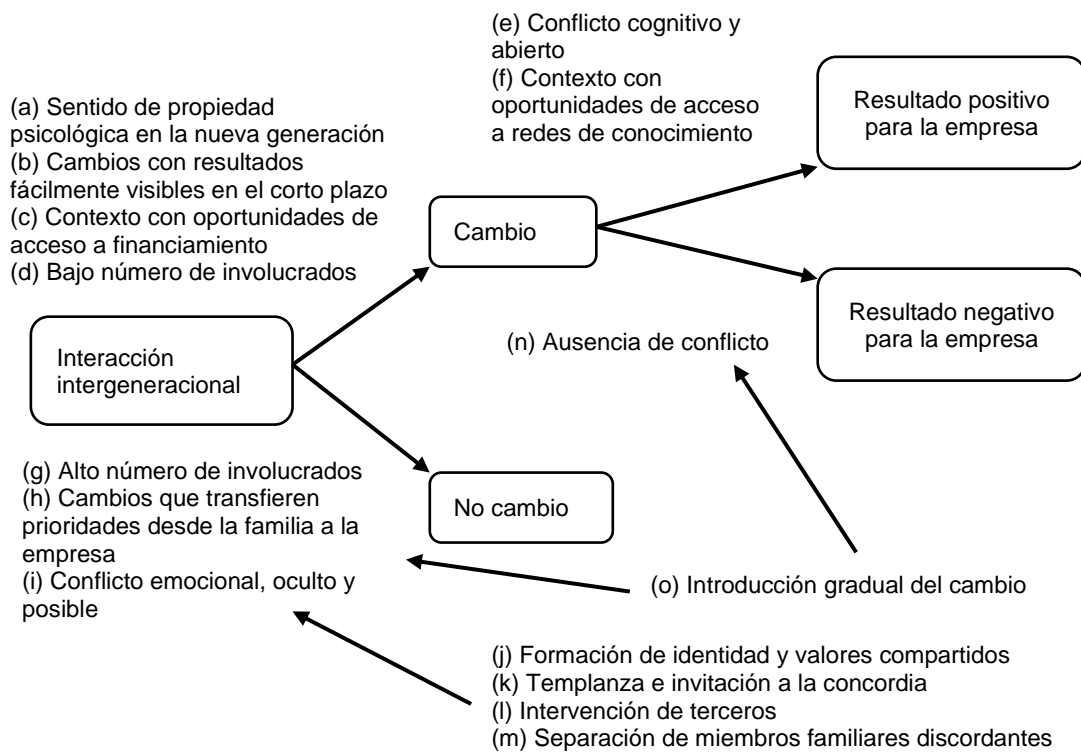 (e) Conflicto cognitivo y
abierto
(f) Contexto con
oportunidades de acceso
a redes de conocimiento
Resultado positivo
para la empresa
(a) Sentido de propiedad
psicológica en la nueva generación
(b) Cambios con resultados
fácilmente visibles en el corto plazo
(c) Contexto con oportunidades de
acceso a financiamiento
(d) Bajo número de involucrados
Cambio
Resultado negativo
para la empresa
Interacción
intergeneracional
(n) Ausencia de conflicto
(g) Alto número de involucrados
(h) Cambios que transfieren
prioridades desde la familia a la
empresa
(i) Conflicto emocional, oculto y
posible
No cambio
(o) Introducción gradual del cambio
(j) Formación de identidad y valores compartidos
(k) Templanza e invitación a la concordia
(l) Intervención de terceros
(m) Separación de miembros familiares discordantes